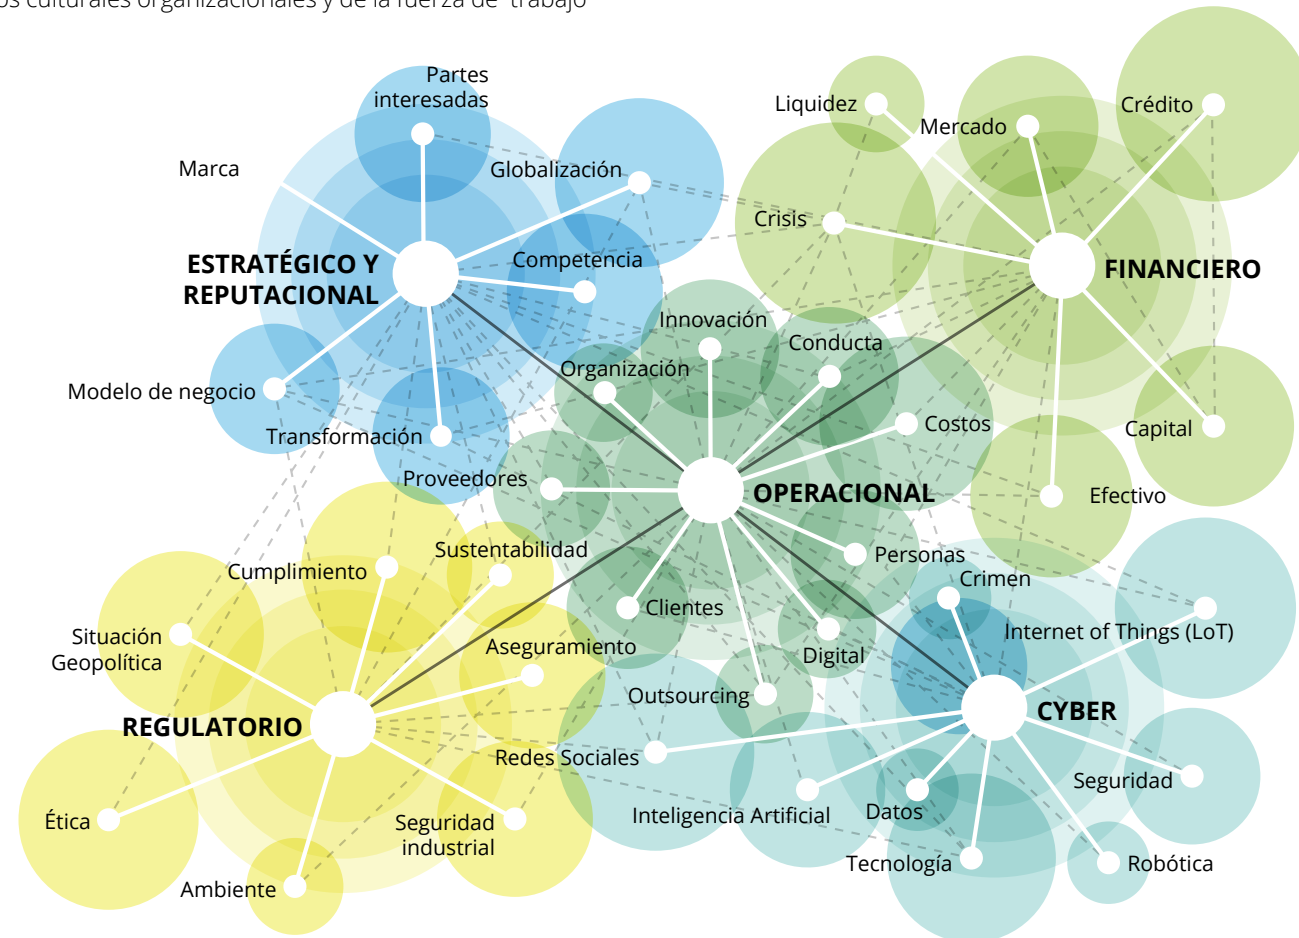 os culturales organizacionales y de la fuerza de trabajo
Partes
interesadas
Marca
Globalización
Competencia
ESTRATÉGICO Y
REPUTACIONAL
Modelo de negocio
Transformación
Liquidez
Mercado
Crédito
Crisis
FINANCIERO
Capital
Efectivo
Innovación
Conducta
Organización
Costos
Proveedores
OPERACIONAL
Personas
Clientes
Digital
Outsourcing
Sustentabilidad
Cumplimiento
Situación
Geopolítica
Aseguramiento
REGULATORIO
Ética
Seguridad
industrial
Ambiente
Crimen
Internet of Things (LoT)
CYBER
Redes Sociales
Seguridad
Inteligencia Artificial
Datos
Tecnología
Robótica